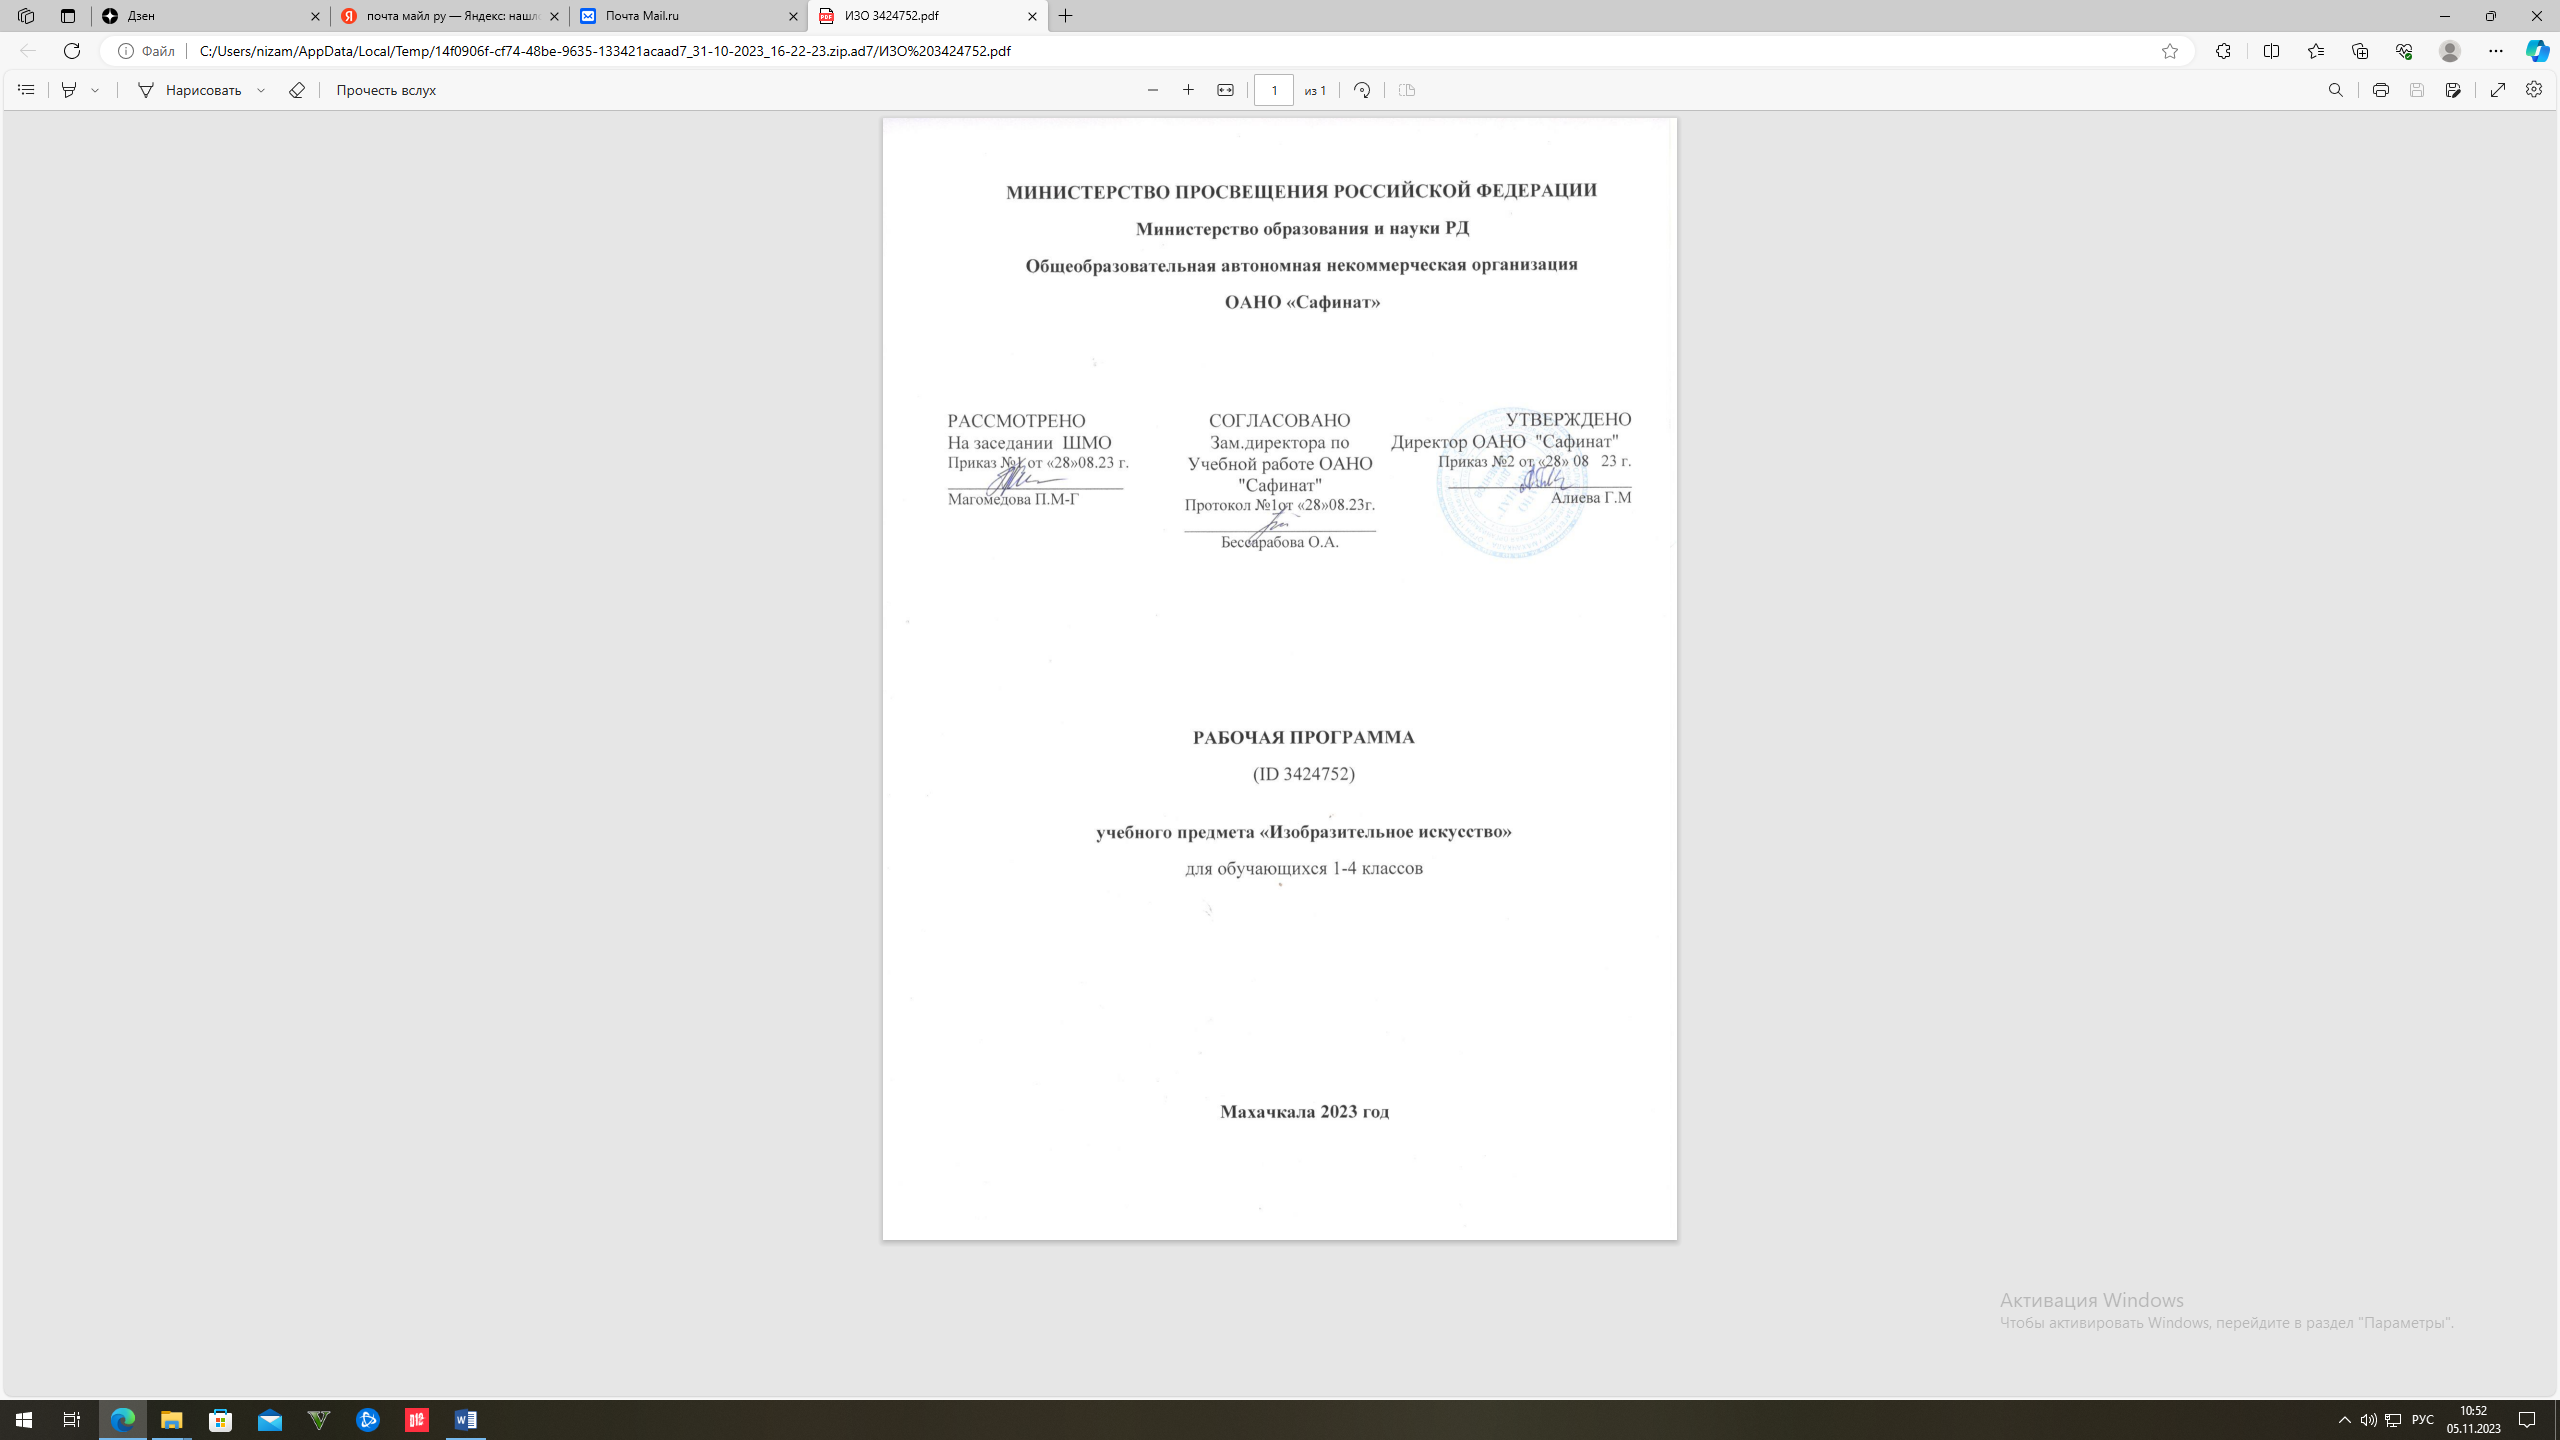 Дзен
почта майл ру — Яндекс: нашло
Почта Mail.ru
ИЗО 3424752.pdf
Файл
C:/Users/nizam/AppData/Local/Temp/14f0906f-cf74-48be-9635-133421acaad7_31-10-2023_16-22-23.zip.ad7/ИЗО%203424752.pdf
Нарисовать
Прочесть вслух
1 из 1
МИНИСТЕРСТВО ПРОСВЕЩЕНИЯ РОССИЙСКОЙ ФЕДЕРАЦИИ
Министерство образования и науки РД
Общеобразовательная автономная некоммерческая организация
ОАНО «Сафинат»
РАССМОТРЕНО
На заседании ШМО
Приказ №1 от «28»08.23 г.
Магомедова П.М-Г
СОГЛАСОВАНО
Зам.директора по
Учебной работе ОАНО
"Сафинат"
Протокол №1от «28»08.23г.
Бессарабова О.А.
УТВЕРЖДЕНО
Директор ОАНО "Сафинат"
Приказ №2 от «28» 08 23 г.
Алиева Г.М
РАБОЧАЯ ПРОГРАММА
(ID 3424752)
учебного предмета «Изобразительное искусство»
для обучающихся 1-4 классов
Махачкала 2023 год
Активация Windows
Чтобы активировать Windows, перейдите в раздел "Параметры".
РУС
10:52
05.11.2023